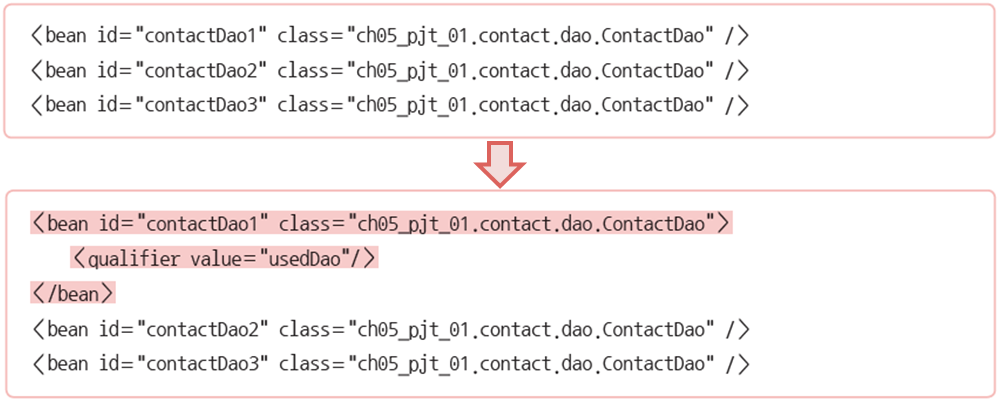 <bean id="contactDao1" class="ch05_pjt_01.contact.dao.ContactDao" />
<bean id="contactDao2" class="ch05_pjt_01.contact.dao.ContactDao" />
<bean id="contactDao3" class="ch05_pjt_01.contact.dao.ContactDao" />
<bean id="contactDao1" class="ch05_pjt_01.contact.dao.ContactDao">
<qualifier value="usedDao"/>
</bean>
<bean id="contactDao2" class="ch05_pjt_01.contact.dao.ContactDao" />
<bean id="contactDao3" class="ch05_pjt_01.contact.dao.ContactDao" />